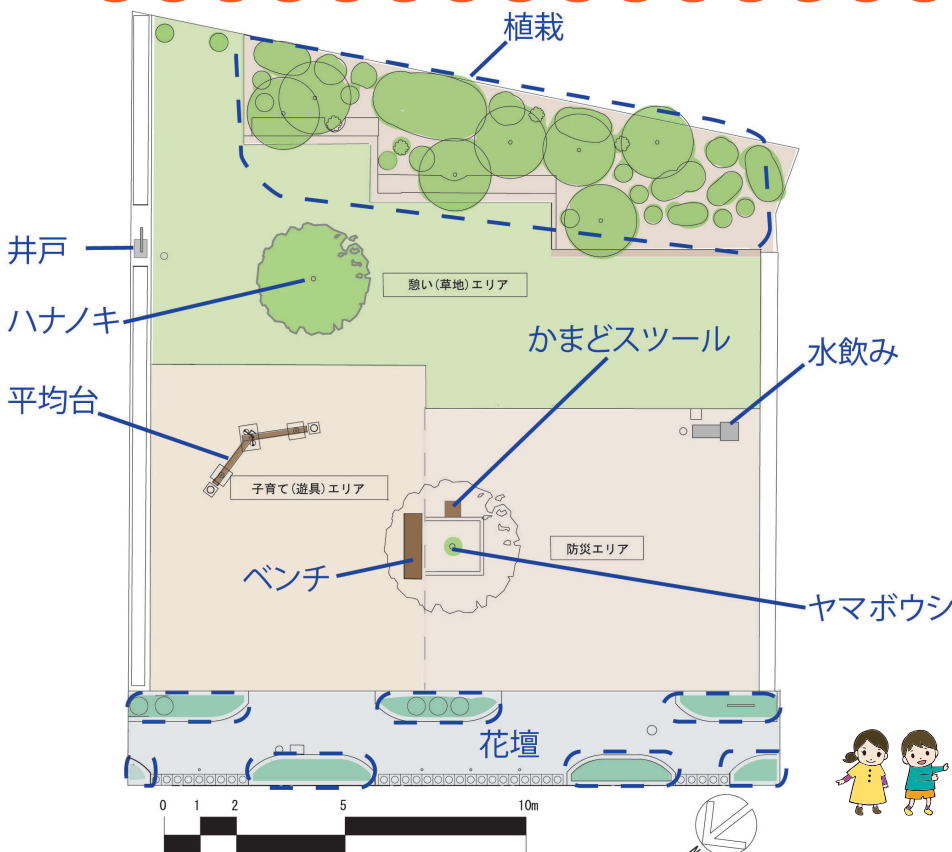 植栽
井戸
ハナノキ
憩い(草地)エリア
かまどスツール
水飲み
平均台
子育て(遊具)エリア
防災エリア
ベンチ
ヤマボウシ
花壇
0 1 2 5 10m
N